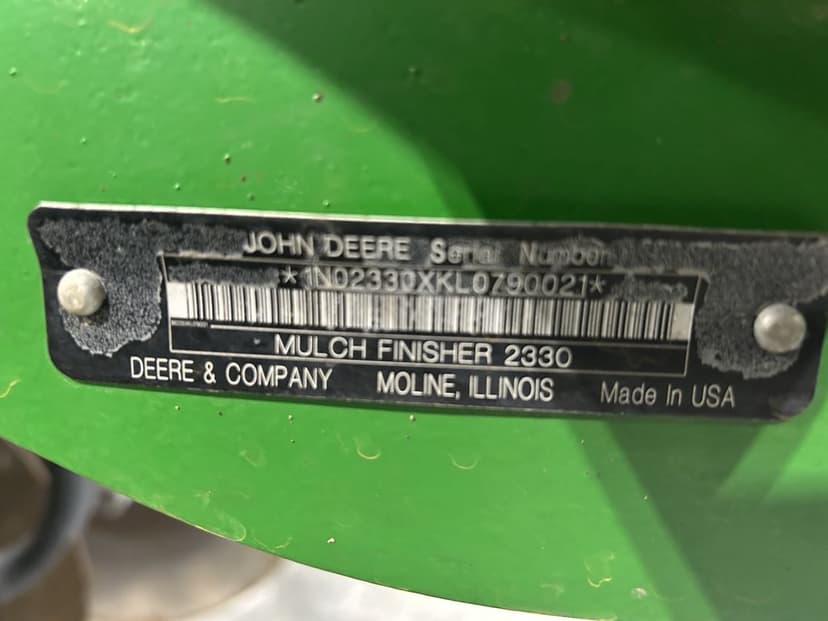 JOHN DEERE Serial Number
*1N02330XKL0790021*
MULCH FINISHER 2330
DEERE & COMPANY MOLINE, ILLINOIS Made In USA